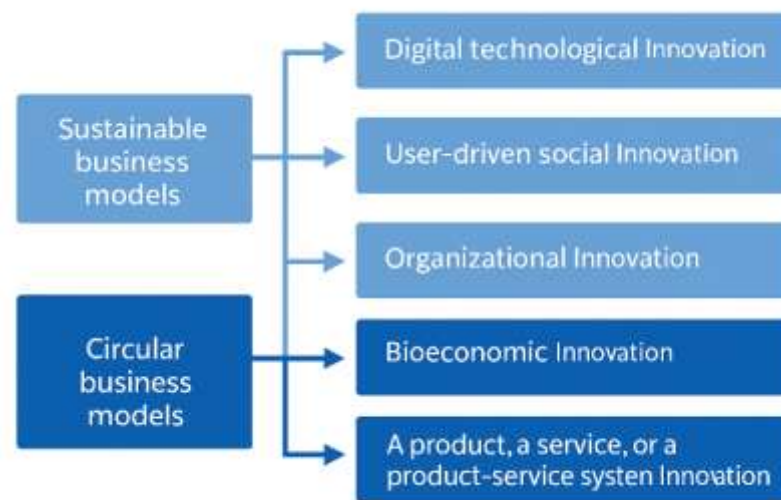 Sustainable
business
models
Circular
business
models
Digital technological Innovation
User-driven social Innovation
Organizational Innovation
Bioeconomic Innovation
A product, a service, or a
product-service systen Innovation